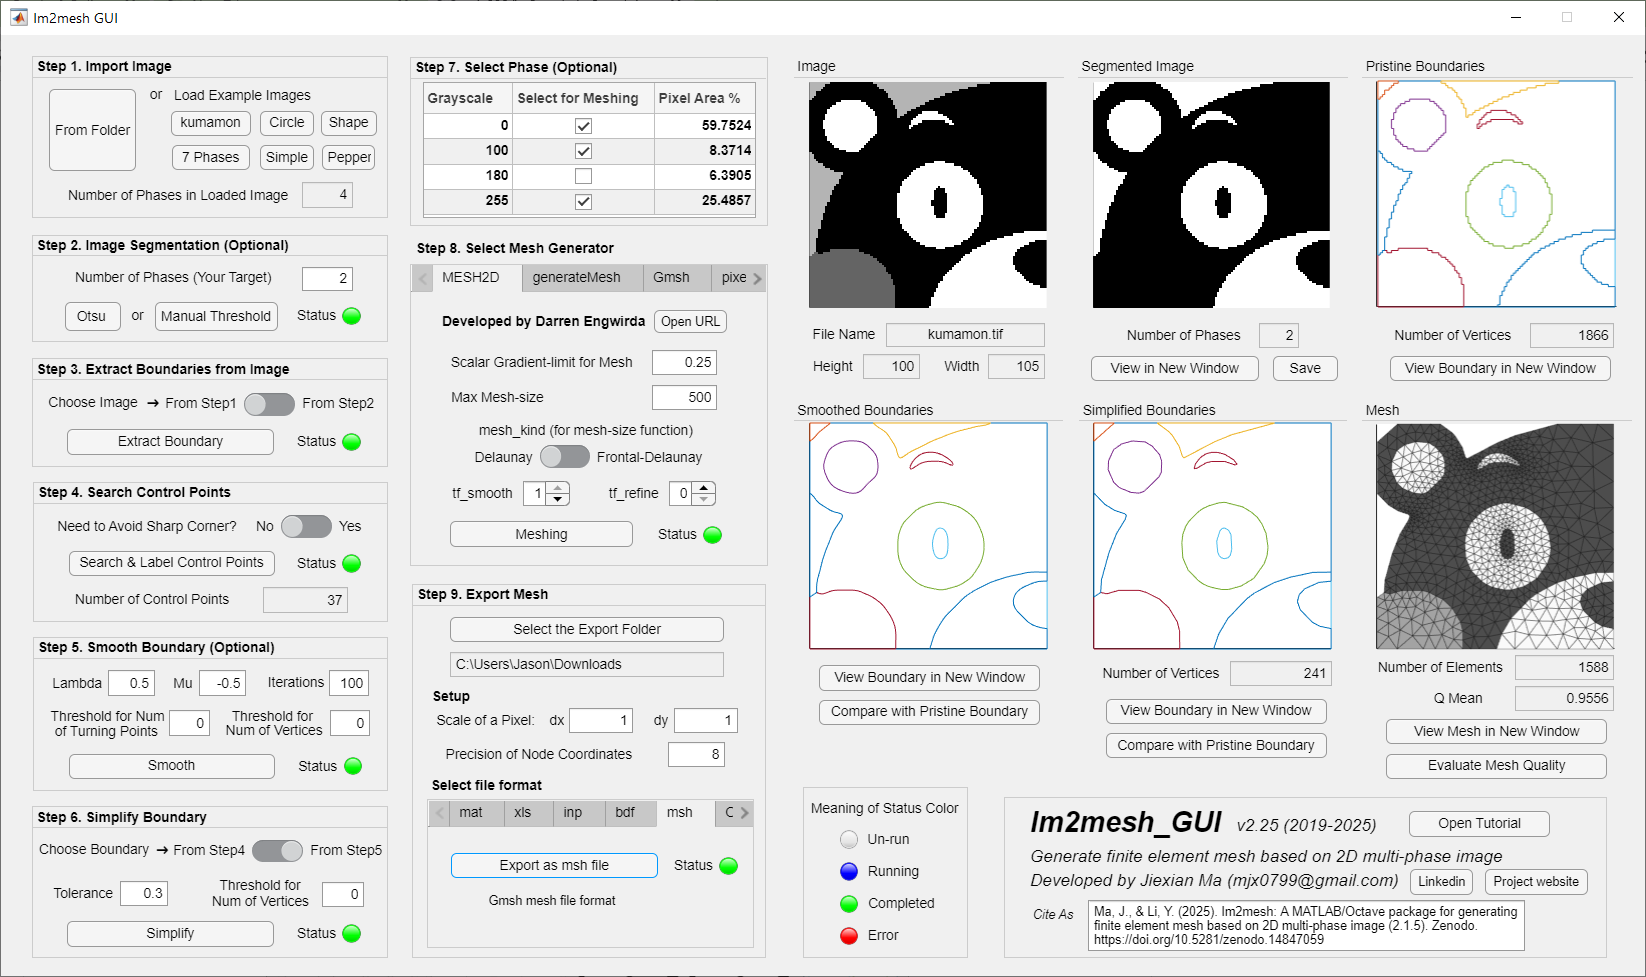 Im2mesh GUI
Step 1. Import Image
From Folder
or Load Example Images
kumamon Circle Shape
7 Phases Simple Pepper
Number of Phases in Loaded Image 4
Step 2. Image Segmentation (Optional)
Number of Phases (Your Target) 2
Otsu or Manual Threshold Status
Step 3. Extract Boundaries from Image
Choose Image → From Step1 From Step2
Extract Boundary Status
Step 4. Search Control Points
Need to Avoid Sharp Corner? No Yes
Search & Label Control Points Status
Number of Control Points 37
Step 5. Smooth Boundary (Optional)
Lambda 0.5 Mu -0.5 Iterations 100
Threshold for Num
of Turning Points 0
Threshold for
Num of Vertices 0
Smooth Status
Step 6. Simplify Boundary
Choose Boundary → From Step4 From Step5
Tolerance 0.3
Threshold for
Num of Vertices 0
Simplify Status
Step 7. Select Phase (Optional)
Grayscale Select for Meshing Pixel Area %
0 59.7524
100 8.3714
180 6.3905
255 25.4857
Step 8. Select Mesh Generator
MESH2D generateMesh Gmsh pixe
Developed by Darren Engwirda Open URL
Scalar Gradient-limit for Mesh 0.25
Max Mesh-size 500
mesh_kind (for mesh-size function)
Delaunay Frontal-Delaunay
tf_smooth 1 tf_refine 0
Meshing Status
Step 9. Export Mesh
Select the Export Folder
C:\Users\Jason\Downloads
Setup
Scale of a Pixel: dx 1 dy 1
Precision of Node Coordinates 8
Select file format
mat xls inp bdf msh
Export as msh file Status
Gmsh mesh file format
Image
File Name kumamon.tif
Height 100 Width 105
Segmented Image
Number of Phases 2
View in New Window Save
Pristine Boundaries
Number of Vertices 1866
View Boundary in New Window
Smoothed Boundaries
View Boundary in New Window
Compare with Pristine Boundary
Simplified Boundaries
Number of Vertices 241
View Boundary in New Window
Compare with Pristine Boundary
Mesh
Number of Elements 1588
Q Mean 0.9556
View Mesh in New Window
Evaluate Mesh Quality
Meaning of Status Color
Un-run
Running
Completed
Error
Im2mesh_GUI v2.25 (2019-2025) Open Tutorial
Generate finite element mesh based on 2D multi-phase image
Developed by Jiexian Ma (mjx0799@gmail.com) Linkedin Project website
Cite As
Ma, J., & Li, Y. (2025). Im2mesh: A MATLAB/Octave package for generating
finite element mesh based on 2D multi-phase image (2.1.5). Zenodo.
https://doi.org/10.5281/zenodo.14847059